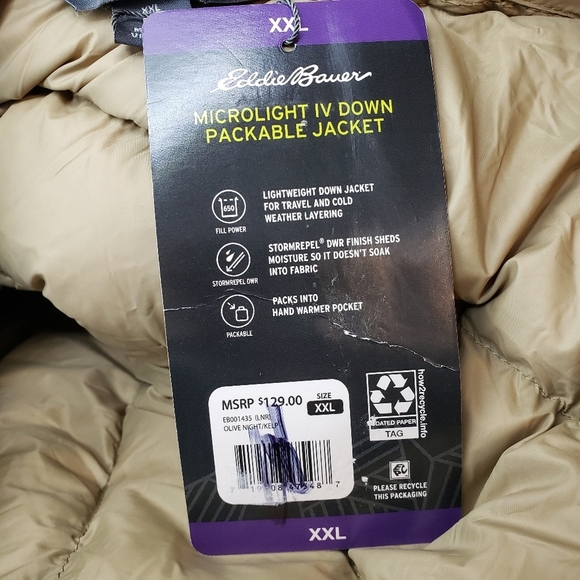 XXL
XXL
Eddie Bauer
MICROLIGHT IV DOWN
PACKABLE JACKET
650
FILL POWER
LIGHTWEIGHT DOWN JACKET
FOR TRAVEL AND COLD
WEATHER LAYERING
STORMREPEL DWR
STORMREPEL® DWR FINISH SHEDS
MOISTURE SO IT DOESN'T SOAK
INTO FABRIC
PACKABLE
PACKS INTO
HAND WARMER POCKET
MSRP $129.00
SIZE
XXL
EB001435 (LNR)
OLIVE NIGHT/KELP
COATED PAPER
TAG
how2recycle.info
PLEASE RECYCLE
THIS PACKAGING
XXL